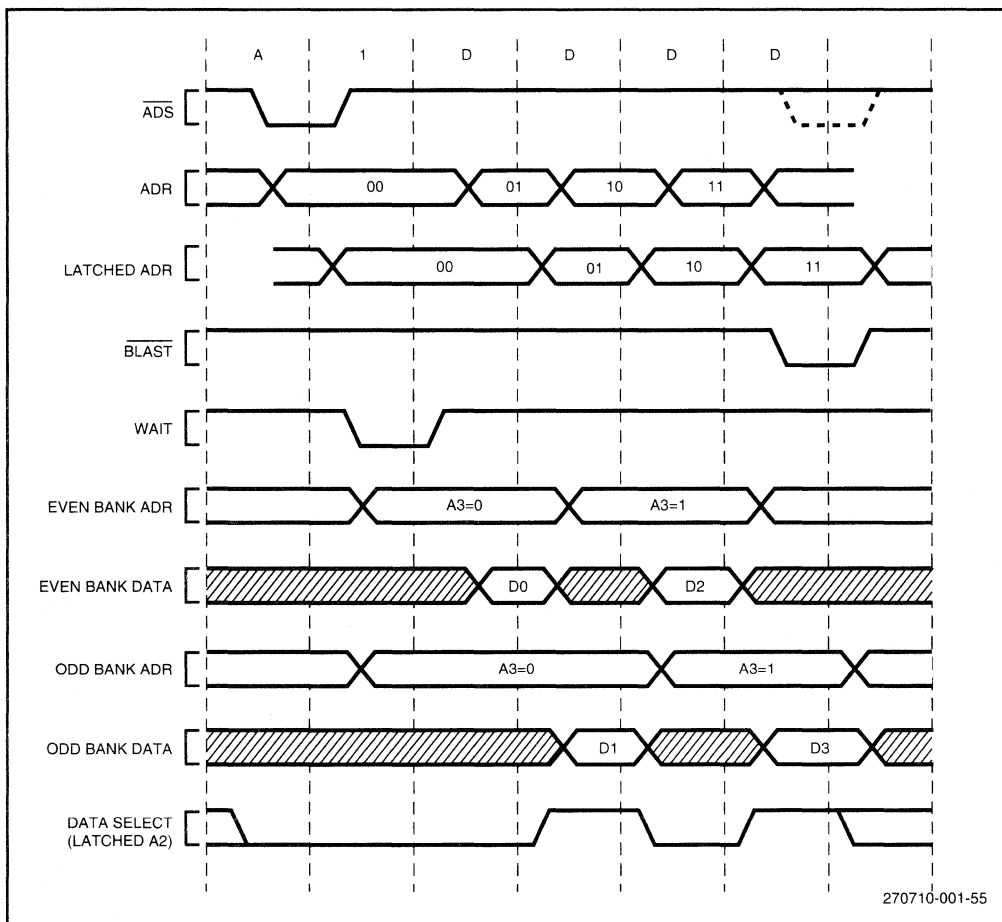 A 1 D D D D
ADS
ADR 00 01 10 11
LATCHED ADR 00 01 10 11
BLAST
WAIT
EVEN BANK ADR A3=0 A3=1
EVEN BANK DATA D0 D2
ODD BANK ADR A3=0 A3=1
ODD BANK DATA D1 D3
DATA SELECT
(LATCHED A2)
270710-001-55